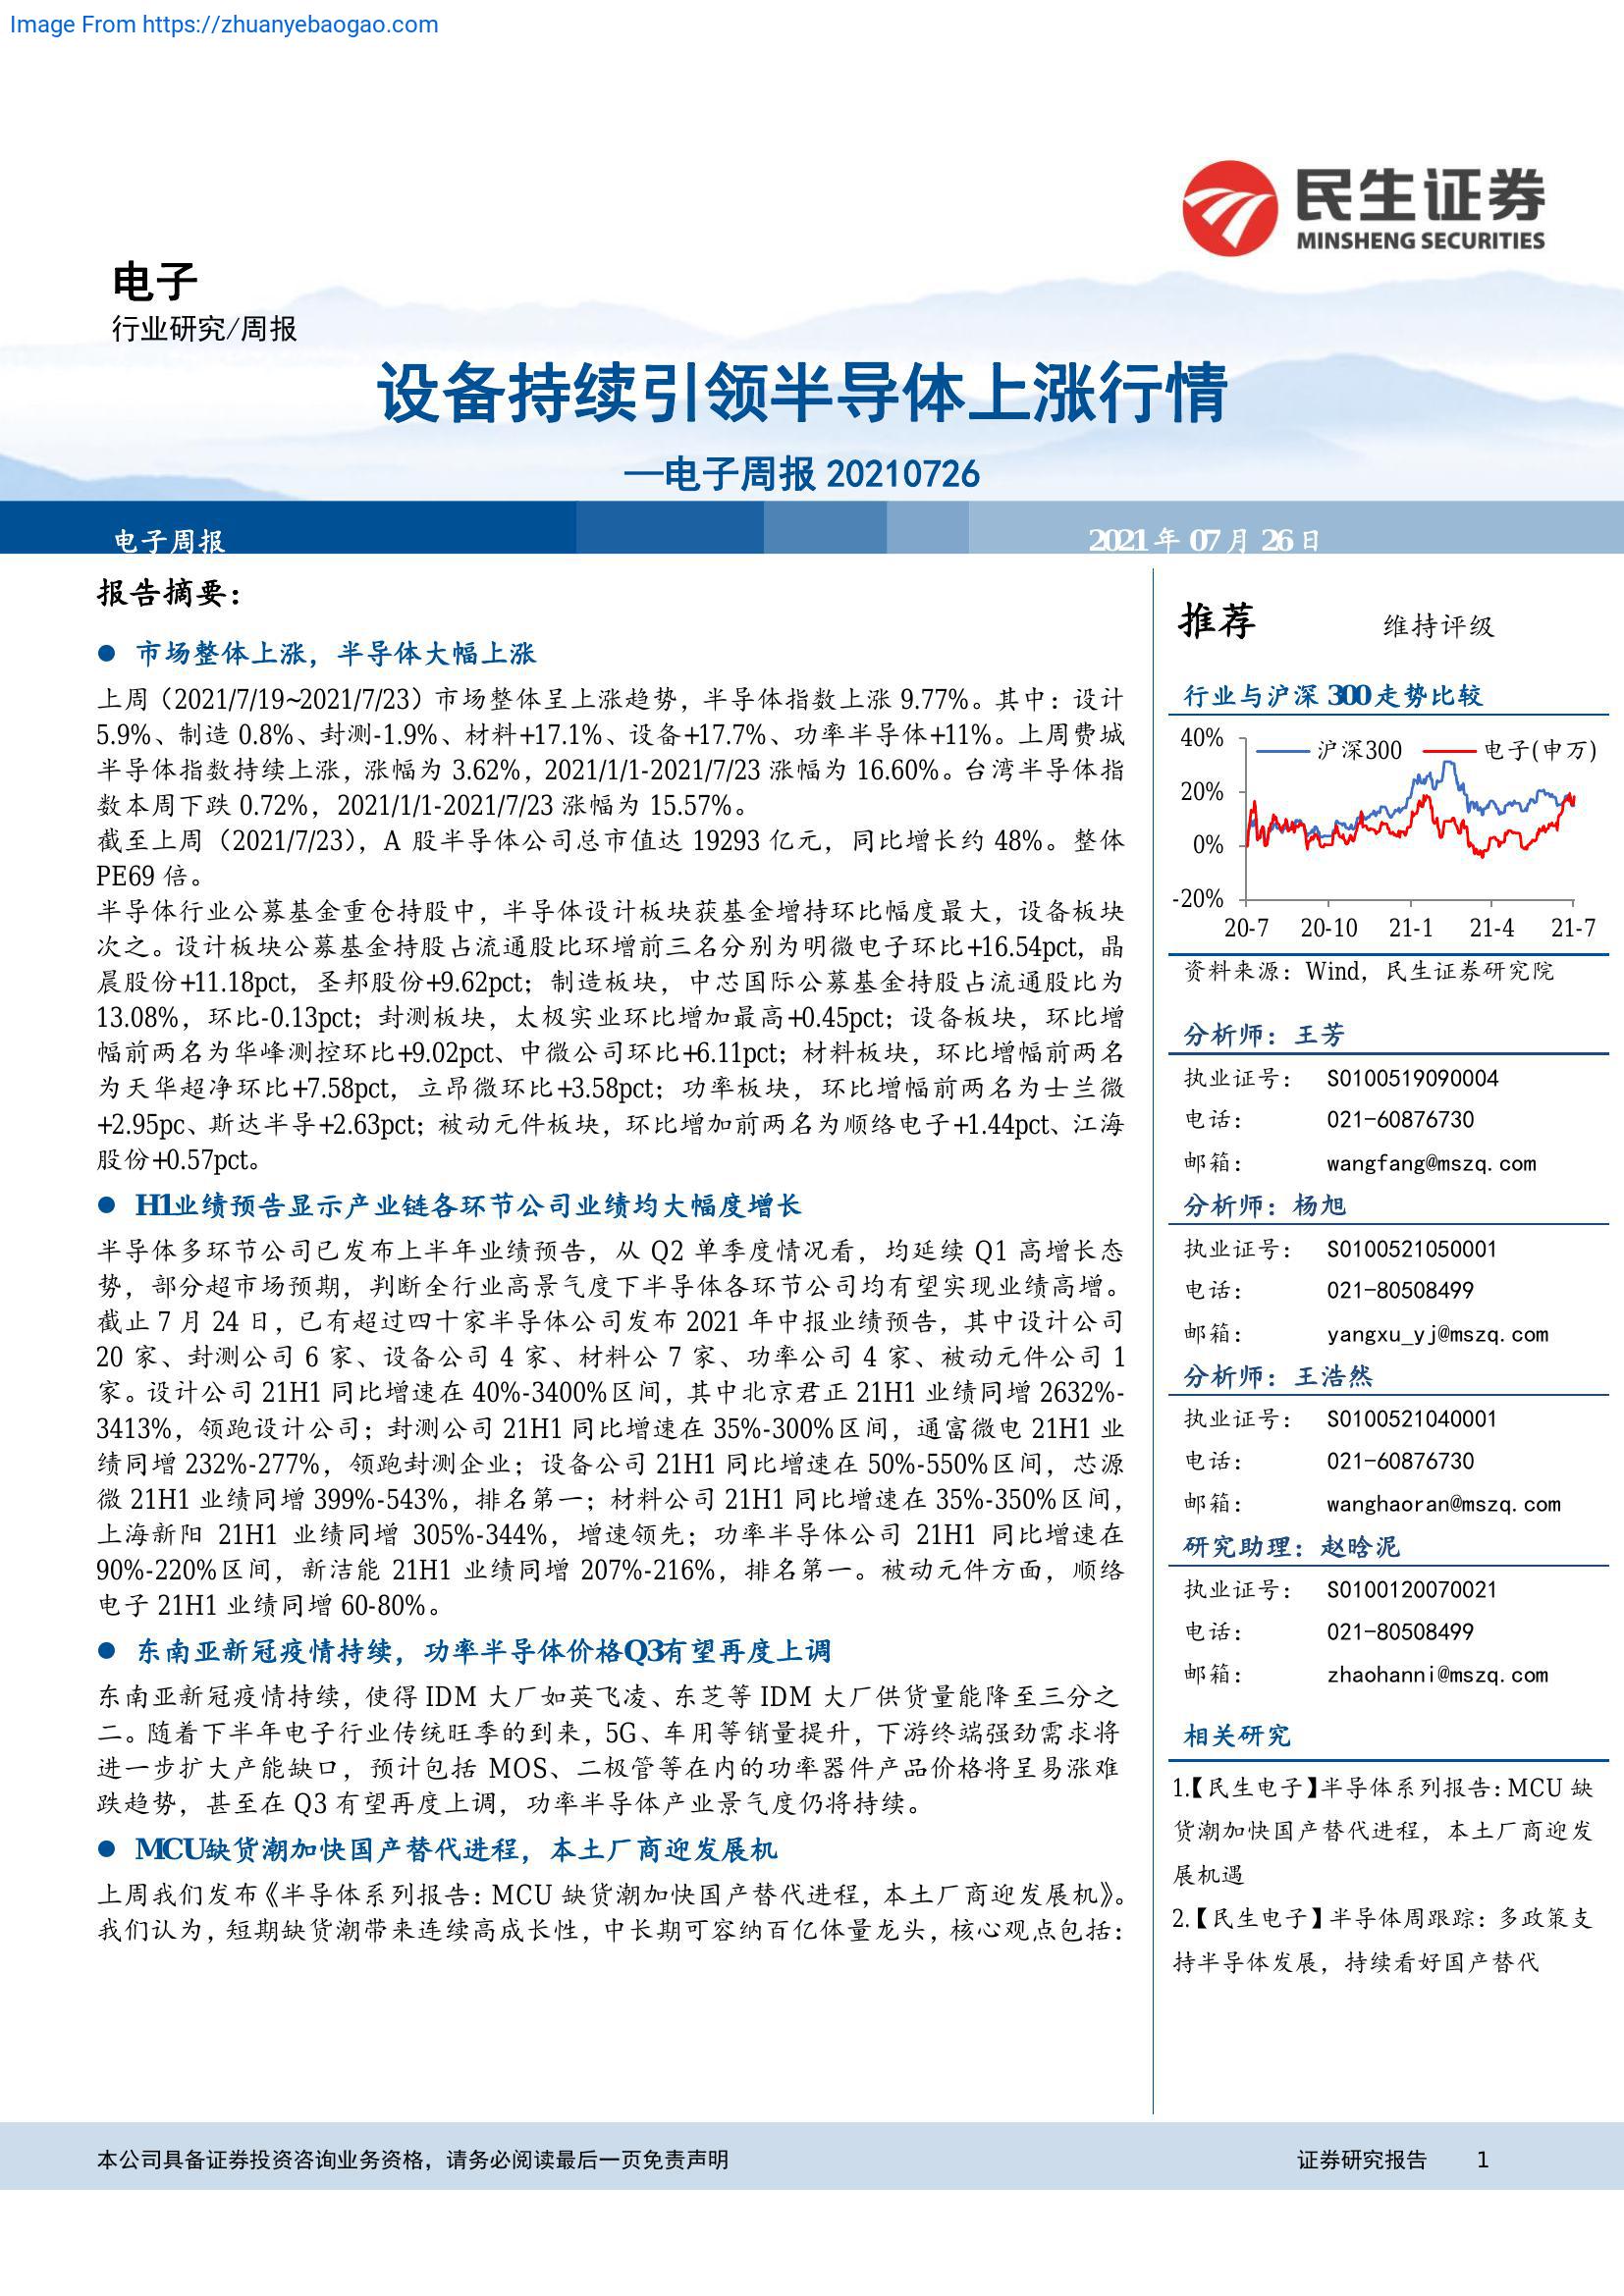 Image From https://zhuanyebaogao.com
民生证券
MINSHENG SECURITIES
电子
行业研究/周报
设备持续引领半导体上涨行情
—电子周报 20210726
电子周报
2021 年 07 月 26 日
报告摘要：
● 市场整体上涨，半导体大幅上涨
上周（2021/7/19~2021/7/23）市场整体呈上涨趋势，半导体指数上涨 9.77%。其中：设计
5.9%、制造 0.8%、封测-1.9%、材料+17.1%、设备+17.7%、功率半导体+11%。上周费城
半导体指数持续上涨，涨幅为 3.62%，2021/1/1-2021/7/23 涨幅为 16.60%。台湾半导体指
数本周下跌 0.72%，2021/1/1-2021/7/23 涨幅为 15.57%。
截至上周（2021/7/23），A 股半导体公司总市值达 19293 亿元，同比增长约 48%。整体
PE69 倍。
半导体行业公募基金重仓持股中，半导体设计板块获基金增持环比幅度最大，设备板块
次之。设计板块公募基金持股占流通股比环增前三名分别为明微电子环比+16.54pct，晶
晨股份+11.18pct，圣邦股份+9.62pct；制造板块，中芯国际公募基金持股占流通股比为
13.08%，环比-0.13pct；封测板块，太极实业环比增加最高+0.45pct；设备板块，环比增
幅前两名为华峰测控环比+9.02pct、中微公司环比+6.11pct；材料板块，环比增幅前两名
为天华超净环比+7.58pct，立昂微环比+3.58pct；功率板块，环比增幅前两名为士兰微
+2.95pc、斯达半导+2.63pct；被动元件板块，环比增加前两名为顺络电子+1.44pct、江海
股份+0.57pct。
● H1业绩预告显示产业链各环节公司业绩均大幅度增长
半导体多环节公司已发布上半年业绩预告，从 Q2 单季度情况看，均延续 Q1 高增长态
势，部分超市场预期，判断全行业高景气度下半导体各环节公司均有望实现业绩高增。
截止 7 月 24 日，已有超过四十家半导体公司发布 2021 年中报业绩预告，其中设计公司
20 家、封测公司 6 家、设备公司 4 家、材料公 7 家、功率公司 4 家、被动元件公司 1
家。设计公司 21H1 同比增速在 40%-3400%区间，其中北京君正 21H1 业绩同增 2632%-
3413%，领跑设计公司；封测公司 21H1 同比增速在 35%-300%区间，通富微电 21H1 业
绩同增 232%-277%，领跑封测企业；设备公司 21H1 同比增速在 50%-550%区间，芯源
微 21H1 业绩同增 399%-543%，排名第一；材料公司 21H1 同比增速在 35%-350%区间，
上海新阳 21H1 业绩同增 305%-344%，增速领先；功率半导体公司 21H1 同比增速在
90%-220%区间，新洁能 21H1 业绩同增 207%-216%，排名第一。被动元件方面，顺络
电子 21H1 业绩同增 60-80%。
● 东南亚新冠疫情持续，功率半导体价格Q3有望再度上调
东南亚新冠疫情持续，使得 IDM 大厂如英飞凌、东芝等 IDM 大厂供货量能降至三分之
二。随着下半年电子行业传统旺季的到来，5G、车用等销量提升，下游终端强劲需求将
进一步扩大产能缺口，预计包括 MOS、二极管等在内的功率器件产品价格将呈易涨难
跌趋势，甚至在 Q3 有望再度上调，功率半导体产业景气度仍将持续。
● MCU缺货潮加快国产替代进程，本土厂商迎发展机
上周我们发布《半导体系列报告：MCU 缺货潮加快国产替代进程，本土厂商迎发展机》。
我们认为，短期缺货潮带来连续高成长性，中长期可容纳百亿体量龙头，核心观点包括：
推荐 维持评级
行业与沪深 300 走势比较
40% 沪深300 电子(申万)
20%
0%
-20%
20-7 20-10 21-1 21-4 21-7
资料来源：Wind，民生证券研究院
分析师：王芳
执业证号： S0100519090004
电话： 021-60876730
邮箱： wangfang@mszq.com
分析师：杨旭
执业证号： S0100521050001
电话： 021-80508499
邮箱： yangxu_yj@mszq.com
分析师：王浩然
执业证号： S0100521040001
电话： 021-60876730
邮箱： wanghaoran@mszq.com
研究助理：赵晗泥
执业证号： S0100120070021
电话： 021-80508499
邮箱： zhaohanni@mszq.com
相关研究
1.【民生电子】半导体系列报告：MCU 缺
货潮加快国产替代进程，本土厂商迎发
展机遇
2.【民生电子】半导体周跟踪：多政策支
持半导体发展，持续看好国产替代
本公司具备证券投资咨询业务资格，请务必阅读最后一页免责声明
证券研究报告 1